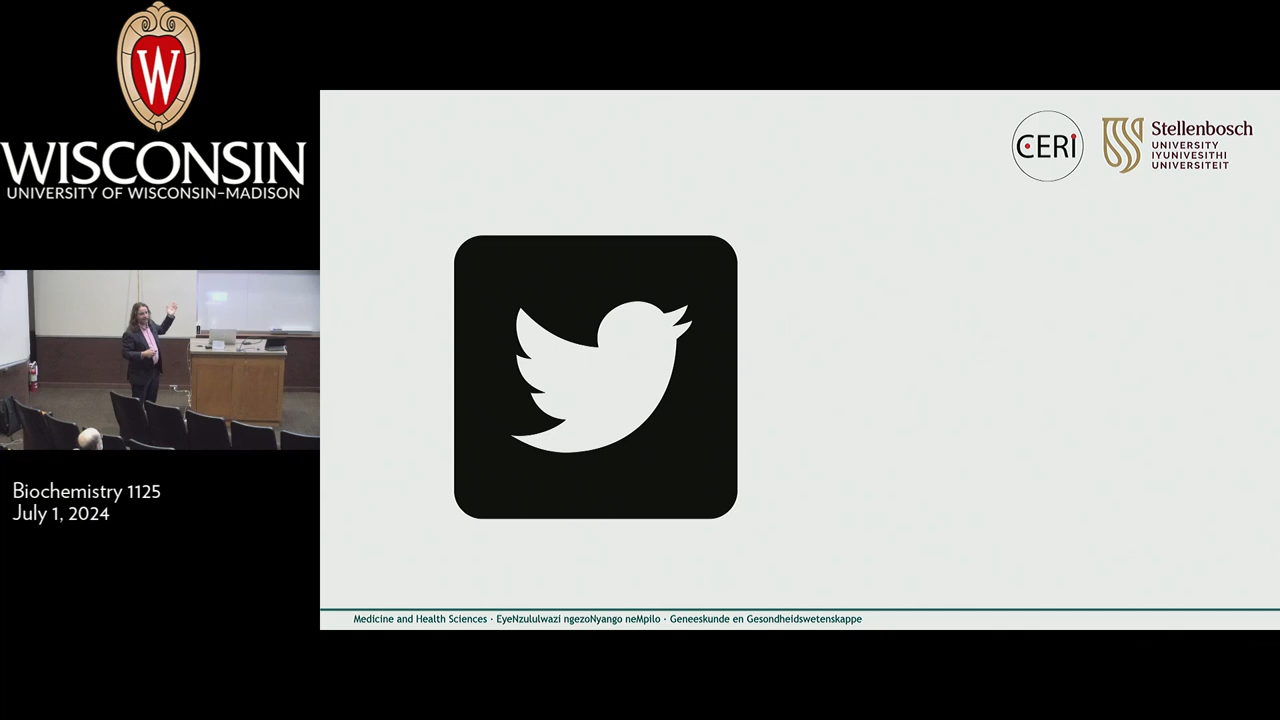 W
WISCONSIN
UNIVERSITY OF WISCONSIN–MADISON
Biochemistry 1125
July 1, 2024
CERI
Stellenbosch
UNIVERSITY
IYUNIVESITHI
UNIVERSITEIT
Medicine and Health Sciences · EyeNzululwazi ngezoNyango neMpilo · Geneeskunde en Gesondheidswetenskappe